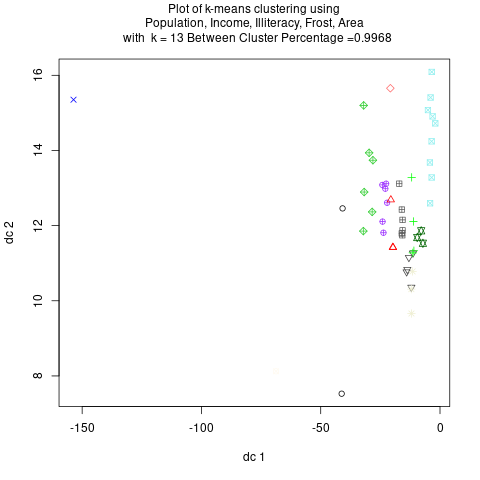 Plot of k-means clustering using
Population, Income, Illiteracy, Frost, Area
with k = 13 Between Cluster Percentage =0.9968
16
14
12
10
8
dc 2
-150
-100
-50
0
dc 1